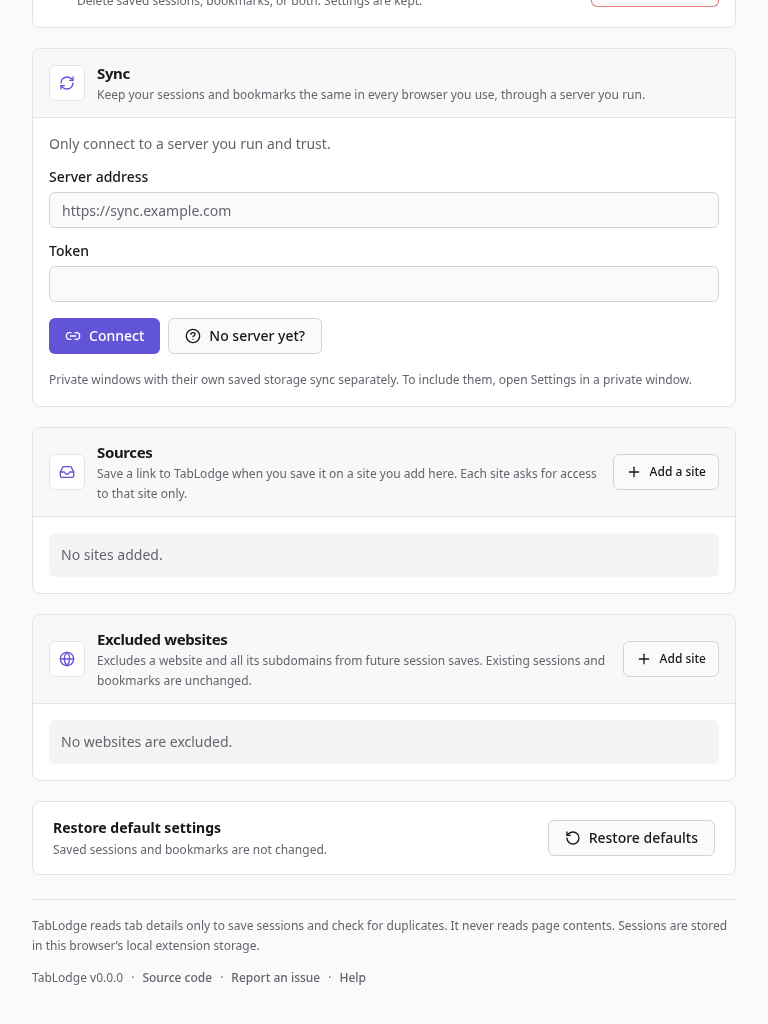 Delete saved sessions, bookmarks, or both. Settings are kept.
Sync
Keep your sessions and bookmarks the same in every browser you use, through a server you run.
Only connect to a server you run and trust.
Server address
https://sync.example.com
Token
Connect
No server yet?
Private windows with their own saved storage sync separately. To include them, open Settings in a private window.
Sources
Save a link to TabLodge when you save it on a site you add here. Each site asks for access
to that site only.
Add a site
No sites added.
Excluded websites
Excludes a website and all its subdomains from future session saves. Existing sessions and
bookmarks are unchanged.
Add site
No websites are excluded.
Restore default settings
Saved sessions and bookmarks are not changed.
Restore defaults
TabLodge reads tab details only to save sessions and check for duplicates. It never reads page contents. Sessions are stored
in this browser’s local extension storage.
TabLodge v0.0.0 · Source code · Report an issue · Help